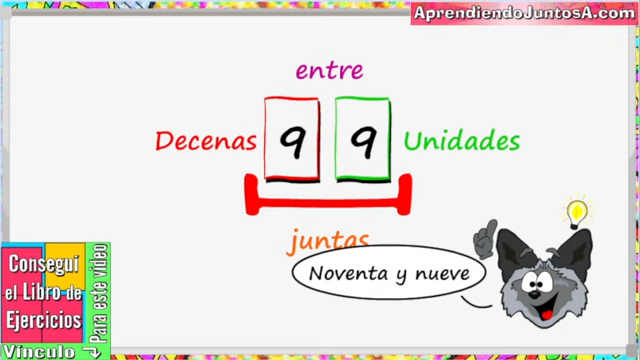 AprendiendoJuntosA.com
entre
Decenas 9 9 Unidades
juntas
Noventa y nueve
Conseguí
el Libro de
Ejercicios
Vínculo
Para este video